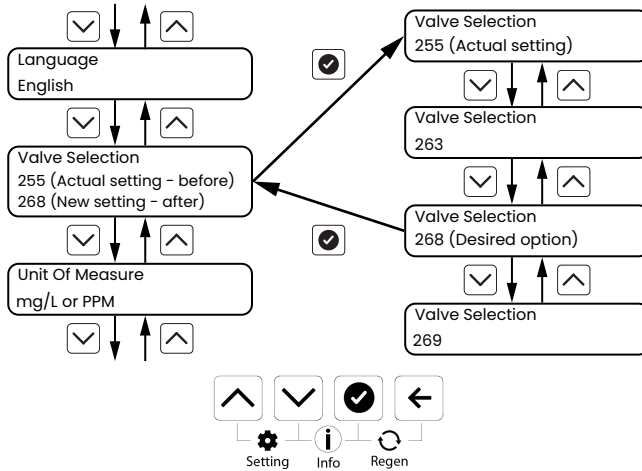 Language
English
Valve Selection
255 (Actual setting - before)
268 (New setting - after)
Unit Of Measure
mg/L or PPM
Valve Selection
255 (Actual setting)
Valve Selection
263
Valve Selection
268 (Desired option)
Valve Selection
269
Setting
Info
Regen